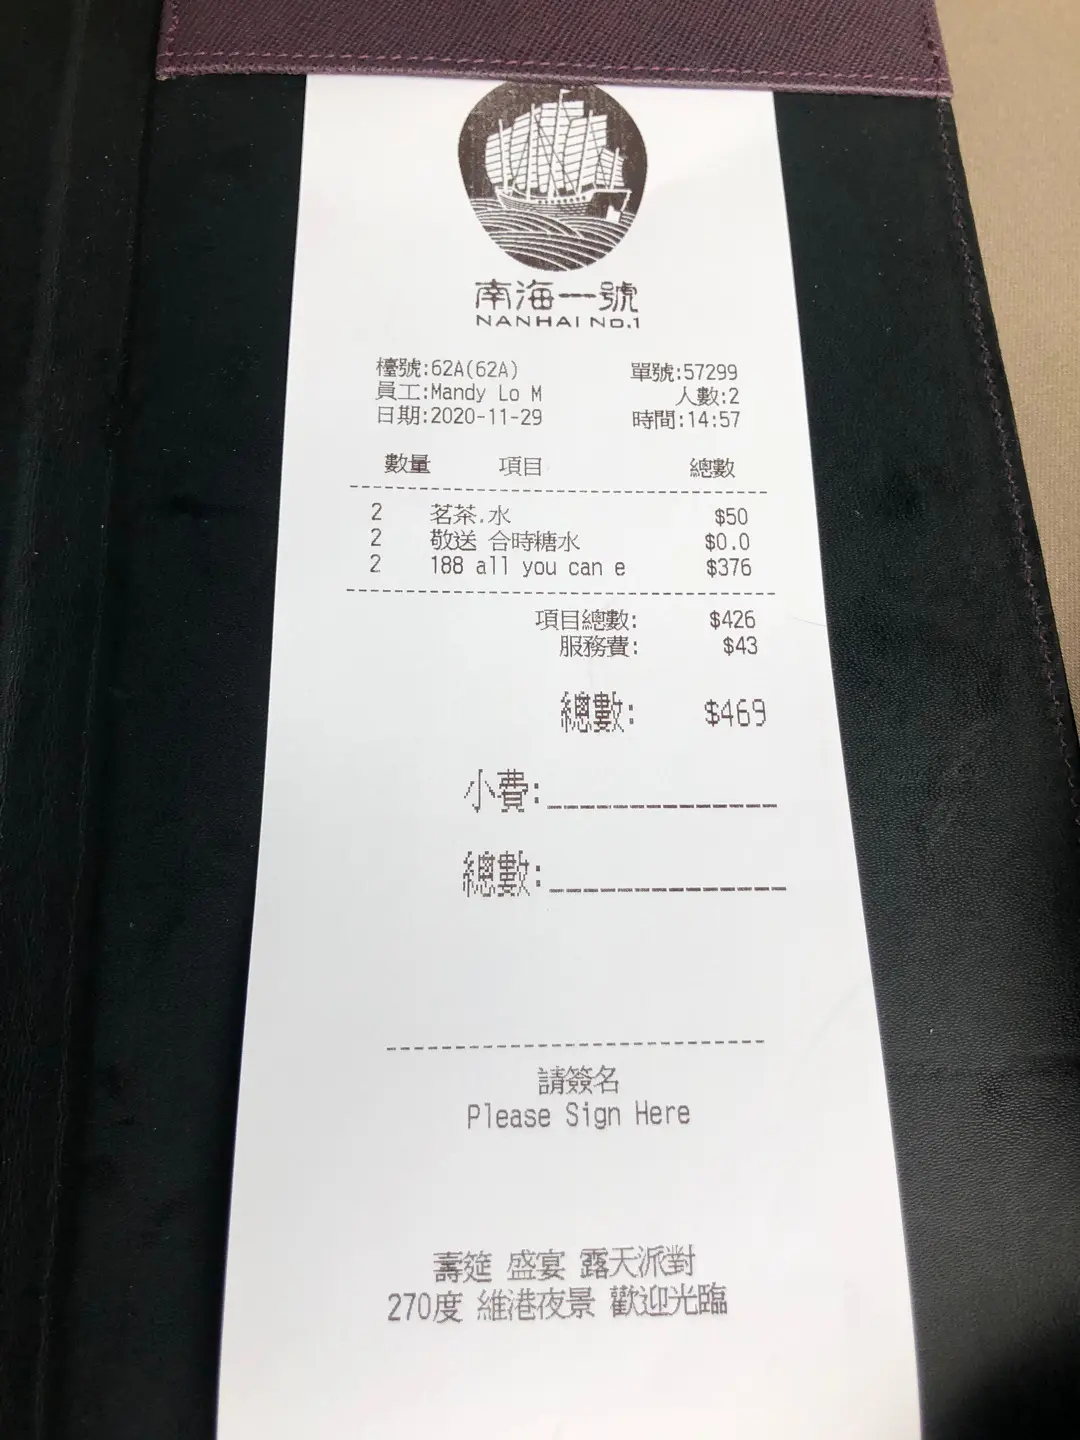 南海一號
NANHAI No.1
檯號:62A(62A) 單號:57299
員工:Mandy Lo M 人數:2
日期:2020-11-29 時間:14:57
數量 項目 總數
2 茗茶.水 $50
2 敬送 合時糖水 $0.0
2 188 all you can e $376
項目總數: $426
服務費: $43
總數: $469
小費:
總數:
請簽名
Please Sign Here
壽筵 盛宴 露天派對
270度 維港夜景 歡迎光臨